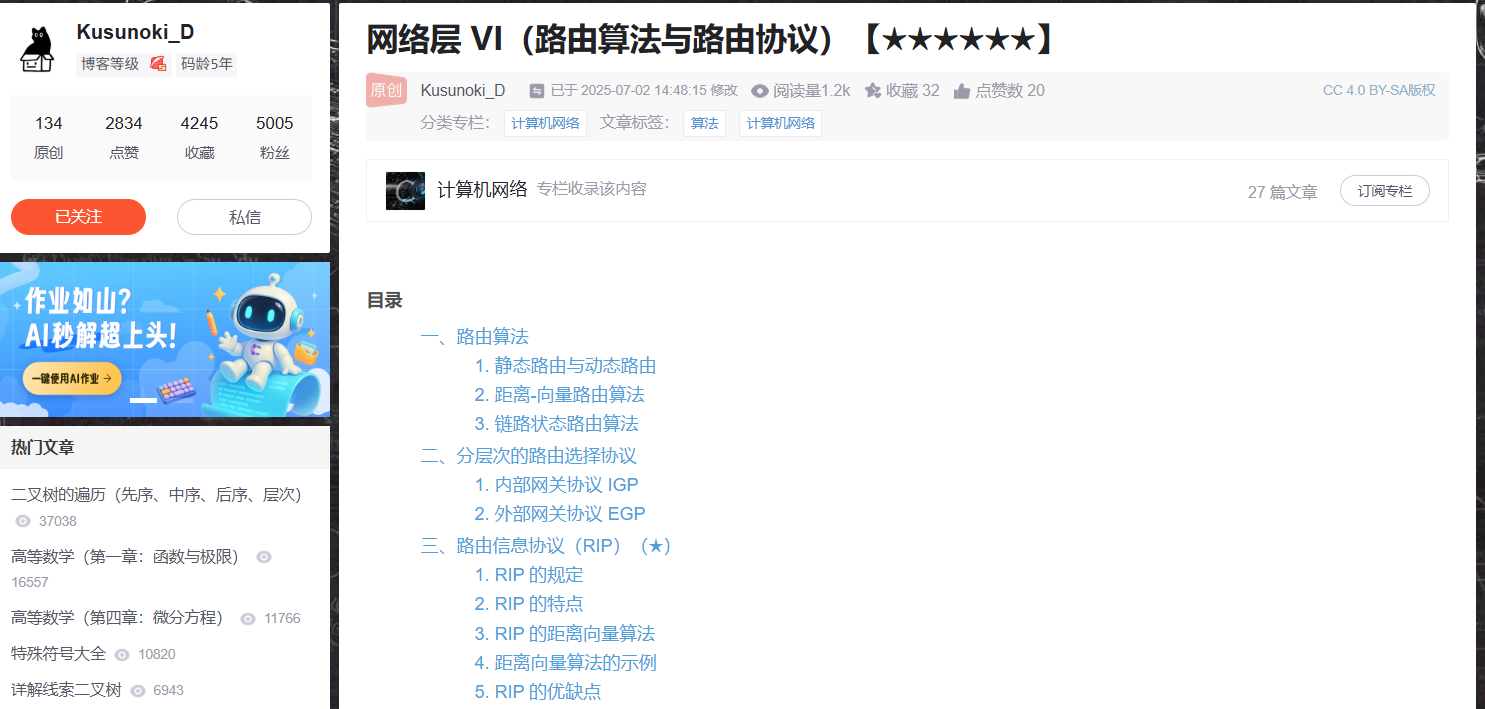 Kusunoki_D
博客等级 码龄5年
134 2834 4245 5005
原创 点赞 收藏 粉丝
已关注 私信
作业如山?
AI秒解超上头!
一键使用AI作业 →
热门文章
二叉树的遍历（先序、中序、后序、层次）
37038
高等数学（第一章：函数与极限）
16557
高等数学（第四章：微分方程） 11766
特殊符号大全 10820
详解线索二叉树 6943
网络层 VI（路由算法与路由协议）【★★★★★★】
原创 Kusunoki_D 已于 2025-07-02 14:48:15 修改 阅读量1.2k 收藏 32 点赞数 20 CC 4.0 BY-SA版权
分类专栏： 计算机网络 文章标签： 算法 计算机网络
计算机网络 专栏收录该内容 27 篇文章 订阅专栏
目录
一、路由算法
1. 静态路由与动态路由
2. 距离-向量路由算法
3. 链路状态路由算法
二、分层次的路由选择协议
1. 内部网关协议 IGP
2. 外部网关协议 EGP
三、路由信息协议（RIP）（★）
1. RIP 的规定
2. RIP 的特点
3. RIP 的距离向量算法
4. 距离向量算法的示例
5. RIP 的优缺点